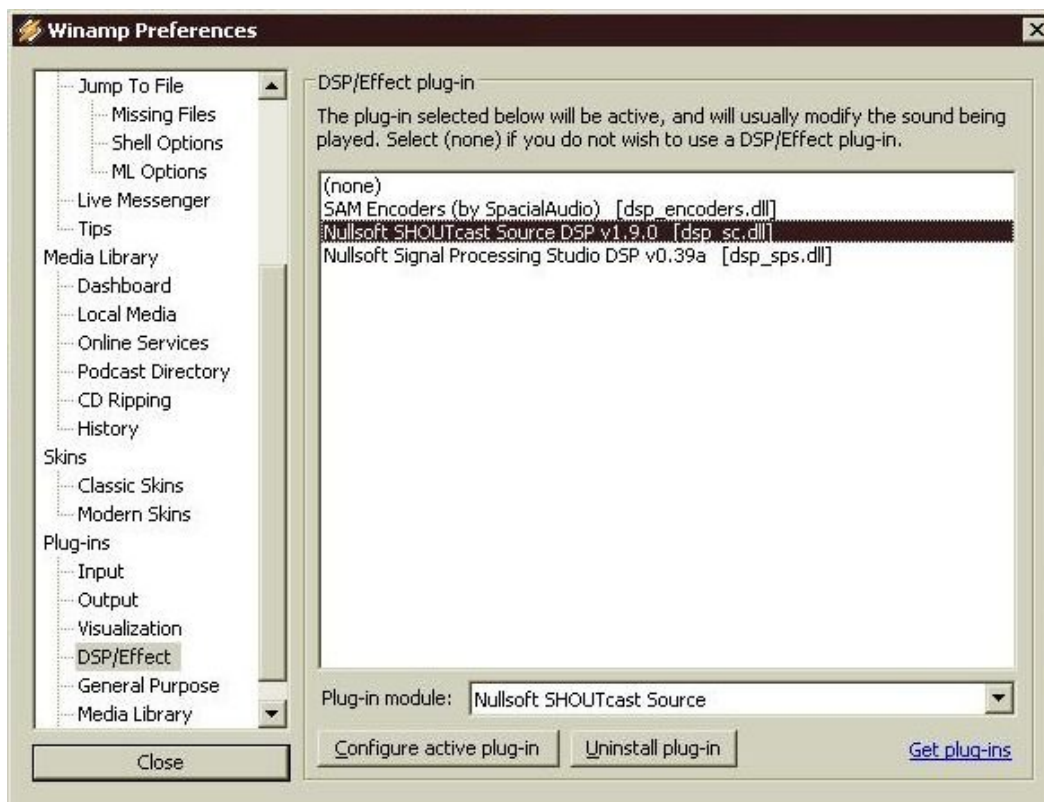 Winamp Preferences
Jump To File
Missing Files
Shell Options
ML Options
Live Messenger
Tips
Media Library
Dashboard
Local Media
Online Services
Podcast Directory
CD Ripping
History
Skins
Classic Skins
Modern Skins
Plug-ins
Input
Output
Visualization
DSP/Effect
General Purpose
Media Library
Close
DSP/Effect plug-in
The plug-in selected below will be active, and will usually modify the sound being
played. Select (none) if you do not wish to use a DSP/Effect plug-in.
(none)
SAM Encoders (by SpacialAudio) [dsp_encoders.dll]
Nullsoft SHOUTcast Source DSP v1.9.0 [dsp_sc.dll]
Nullsoft Signal Processing Studio DSP v0.39a [dsp_sps.dll]
Plug-in module: Nullsoft SHOUTcast Source
Configure active plug-in Uninstall plug-in Get plug-ins